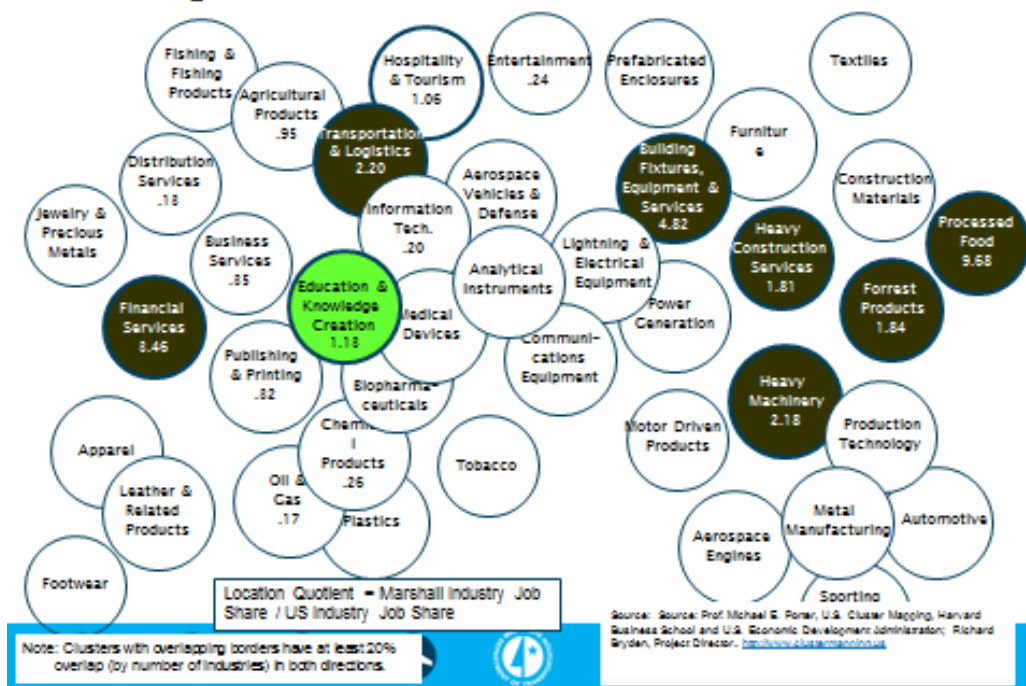 Fishing &
Fishing
Products
Agricultural
Products
.95
Hospitality
& Tourism
1.06
Entertainment
.24
Prefabricated
Enclosures
Textiles
Transportation
& Logistics
2.20
Furnitur
e
Building
Fixtures,
Equipment &
Services
4.82
Distribution
Services
.18
Aerospace
Vehicles &
Defense
Construction
Materials
Jewelry &
Precious
Metals
Information
Tech.
.20
Processed
Food
9.68
Business
Services
.85
Lightning &
Electrical
Equipment
Heavy
Construction
Services
1.81
Analytical
Instruments
Education &
Knowledge
Creation
1.18
Forrest
Products
1.84
Financial
Services
Medical
Devices
Power
Generation
Communi-
cations
Equipment
Publishing
& Printing
.82
Biopharma-
ceuticals
Heavy
Machinery
2.18
Chemic
l
Products
.26
Motor Driven
Products
Production
Technology
Apparel
Tobacco
Leather &
Related
Products
Oil &
Gas
.17
Plastics
Metal
Manufacturing
Automotive
Aerospace
Engines
Footwear
Sporting
Location Quotient = Marshall Industry Job
Share / US Industry Job Share
Source: Source: Prof. Michael E. Porter, U.S. Cluster Mapping, Harvard
Business School and U.S. Economic Development Administration; Richard
Bryden, Project Director.. http://www.clustermapping.us
Note: Clusters with overlapping borders have at least 20%
overlap (by number of industries) in both directions.